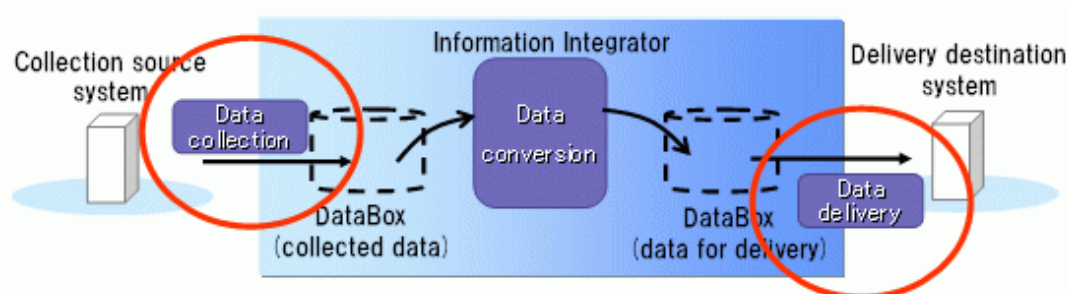 Information Integrator
Collection source
system
Delivery destination
system
Data
collection
Data
conversion
Data
delivery
DataBox
(collected data)
DataBox
(data for delivery)